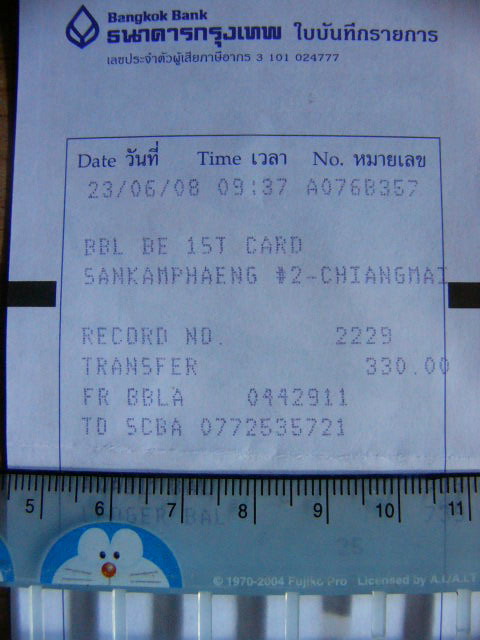 Bangkok Bank
ธนาคารกรุงเทพ ใบบันทึกรายการ
เลขประจำตัวผู้เสียภาษีอากร 3 101 024777
Date วันที่ Time เวลา No. หมายเลข
23/06/08 09:37 A076B357
BBL BE 1ST CARD
SANKAMPHAENG #2-CHIANGMAI
RECORD NO. 2229
TRANSFER 330.00
FR BBLA 0442911
TO SCBA 0772535721
5 6 7 8 9 10 11
BAL
25
© 1970-2004 Fujiko Pro Licensed by A.I./A.I.T